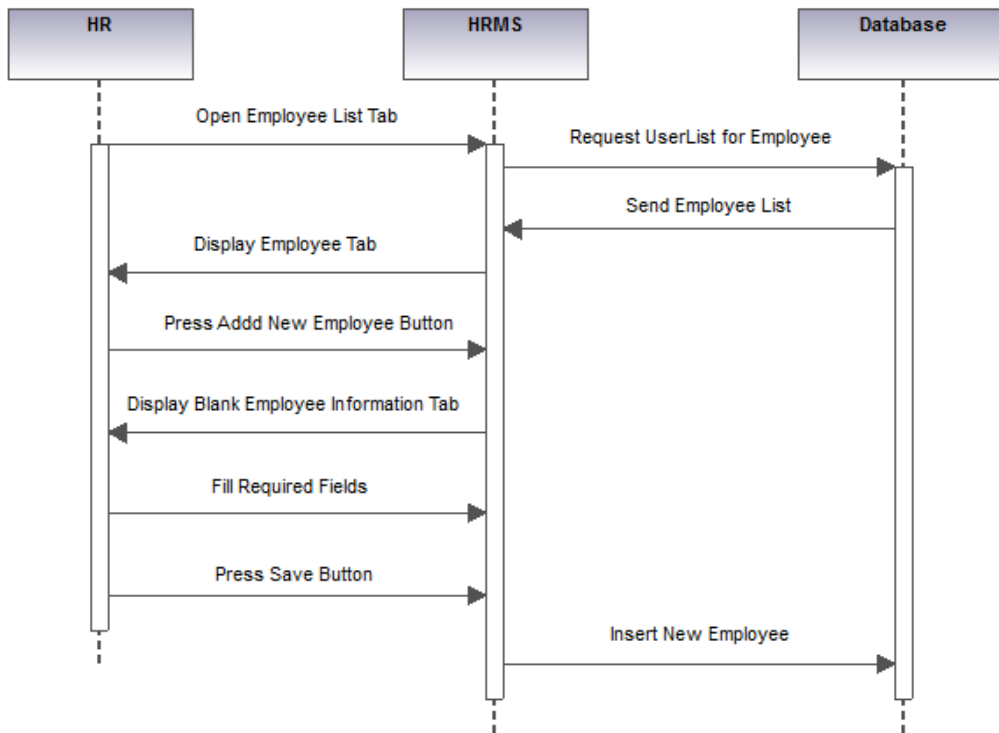 HR
HRMS
Database
Open Employee List Tab
Request UserList for Employee
Send Employee List
Display Employee Tab
Press Addd New Employee Button
Display Blank Employee Information Tab
Fill Required Fields
Press Save Button
Insert New Employee